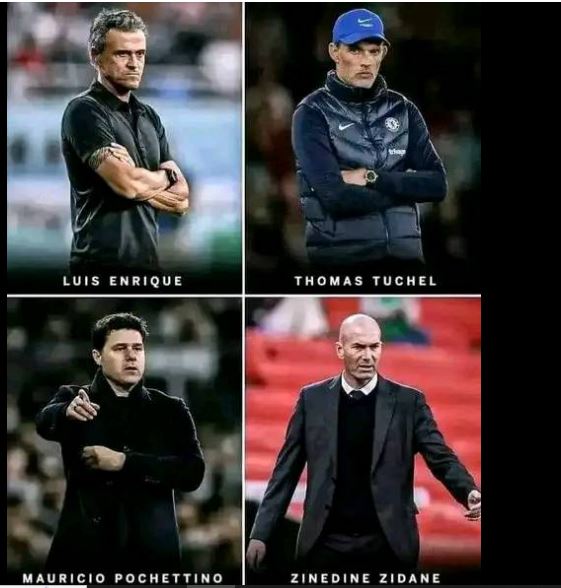 LUIS ENRIQUE
THOMAS TUCHEL
MAURICIO POCHETTINO
ZINEDINE ZIDANE